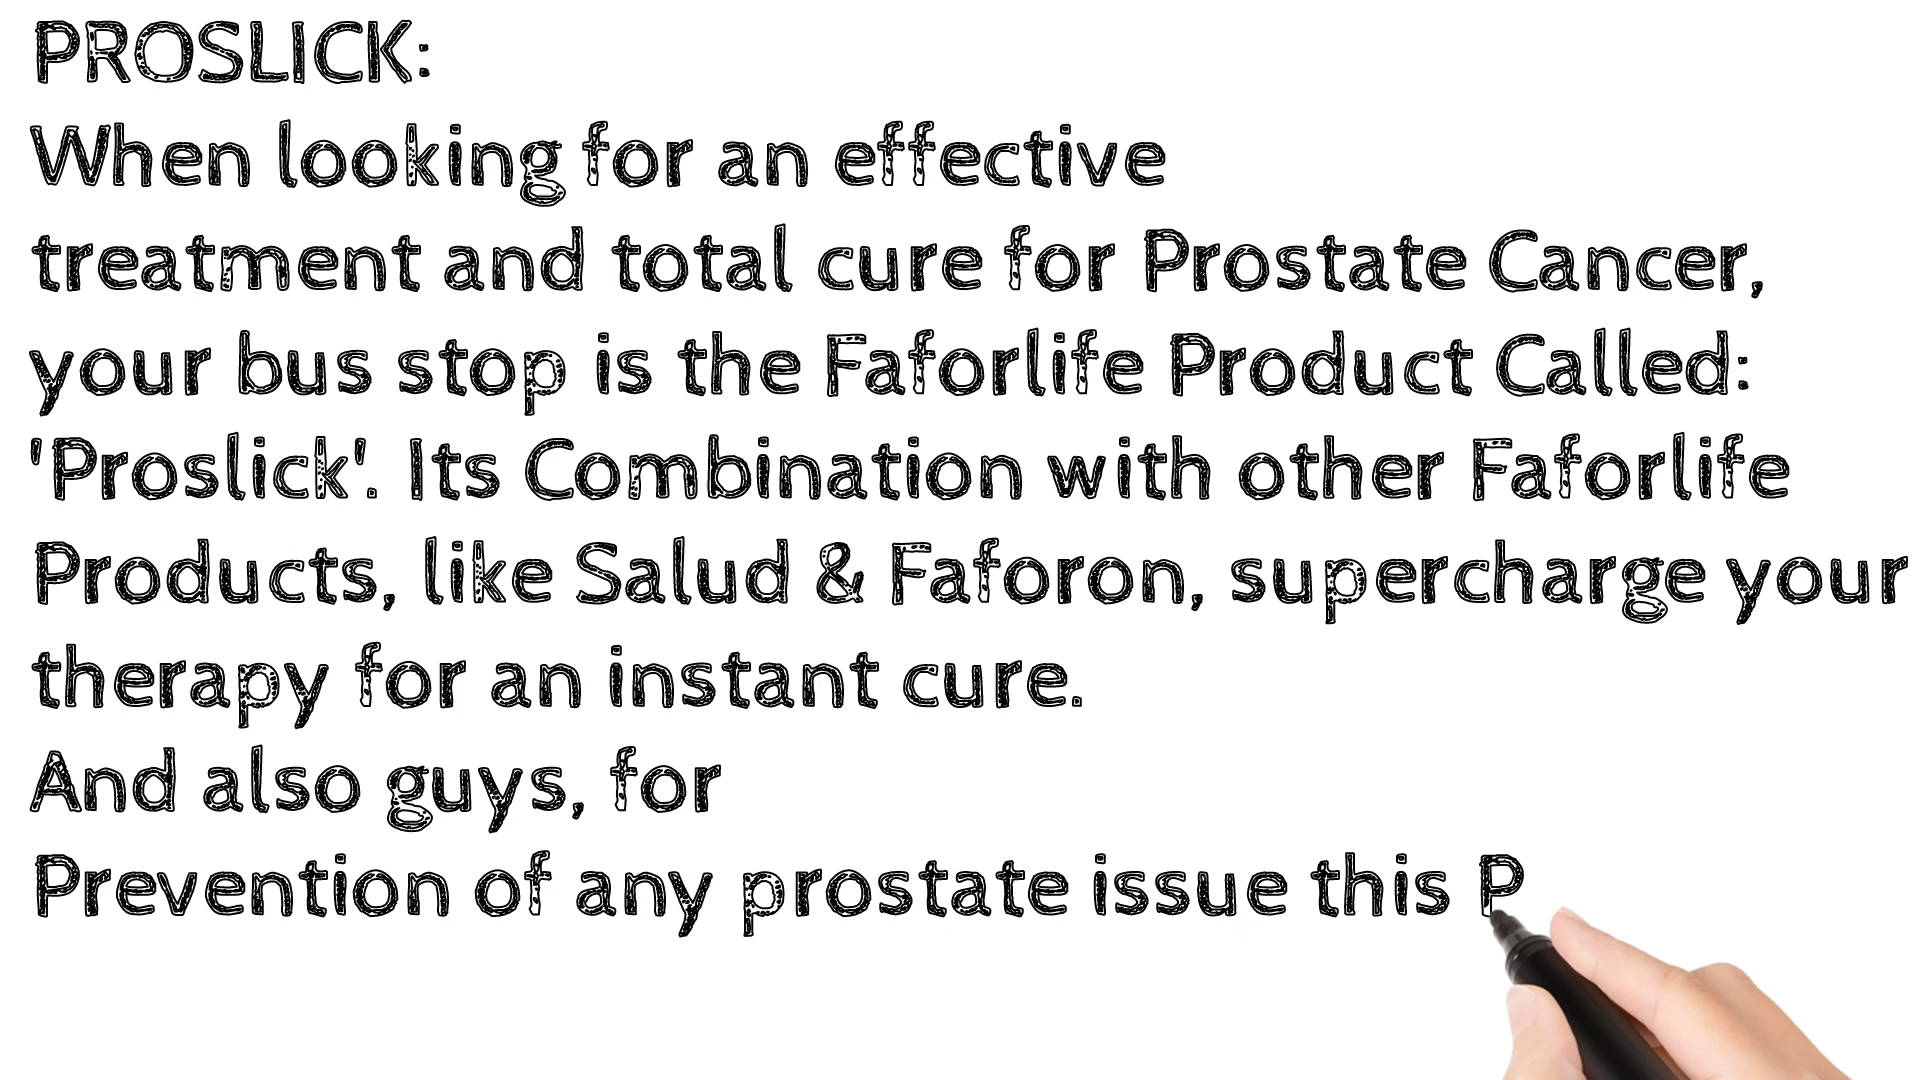 PROSLICK:
When looking for an effective
treatment and total cure for Prostate Cancer,
your bus stop is the Faforlife Product Called:
'Proslick'. Its Combination with other Faforlife
Products, like Salud & Faforon, supercharge your
therapy for an instant cure.
And also guys, for
Prevention of any prostate issue this P